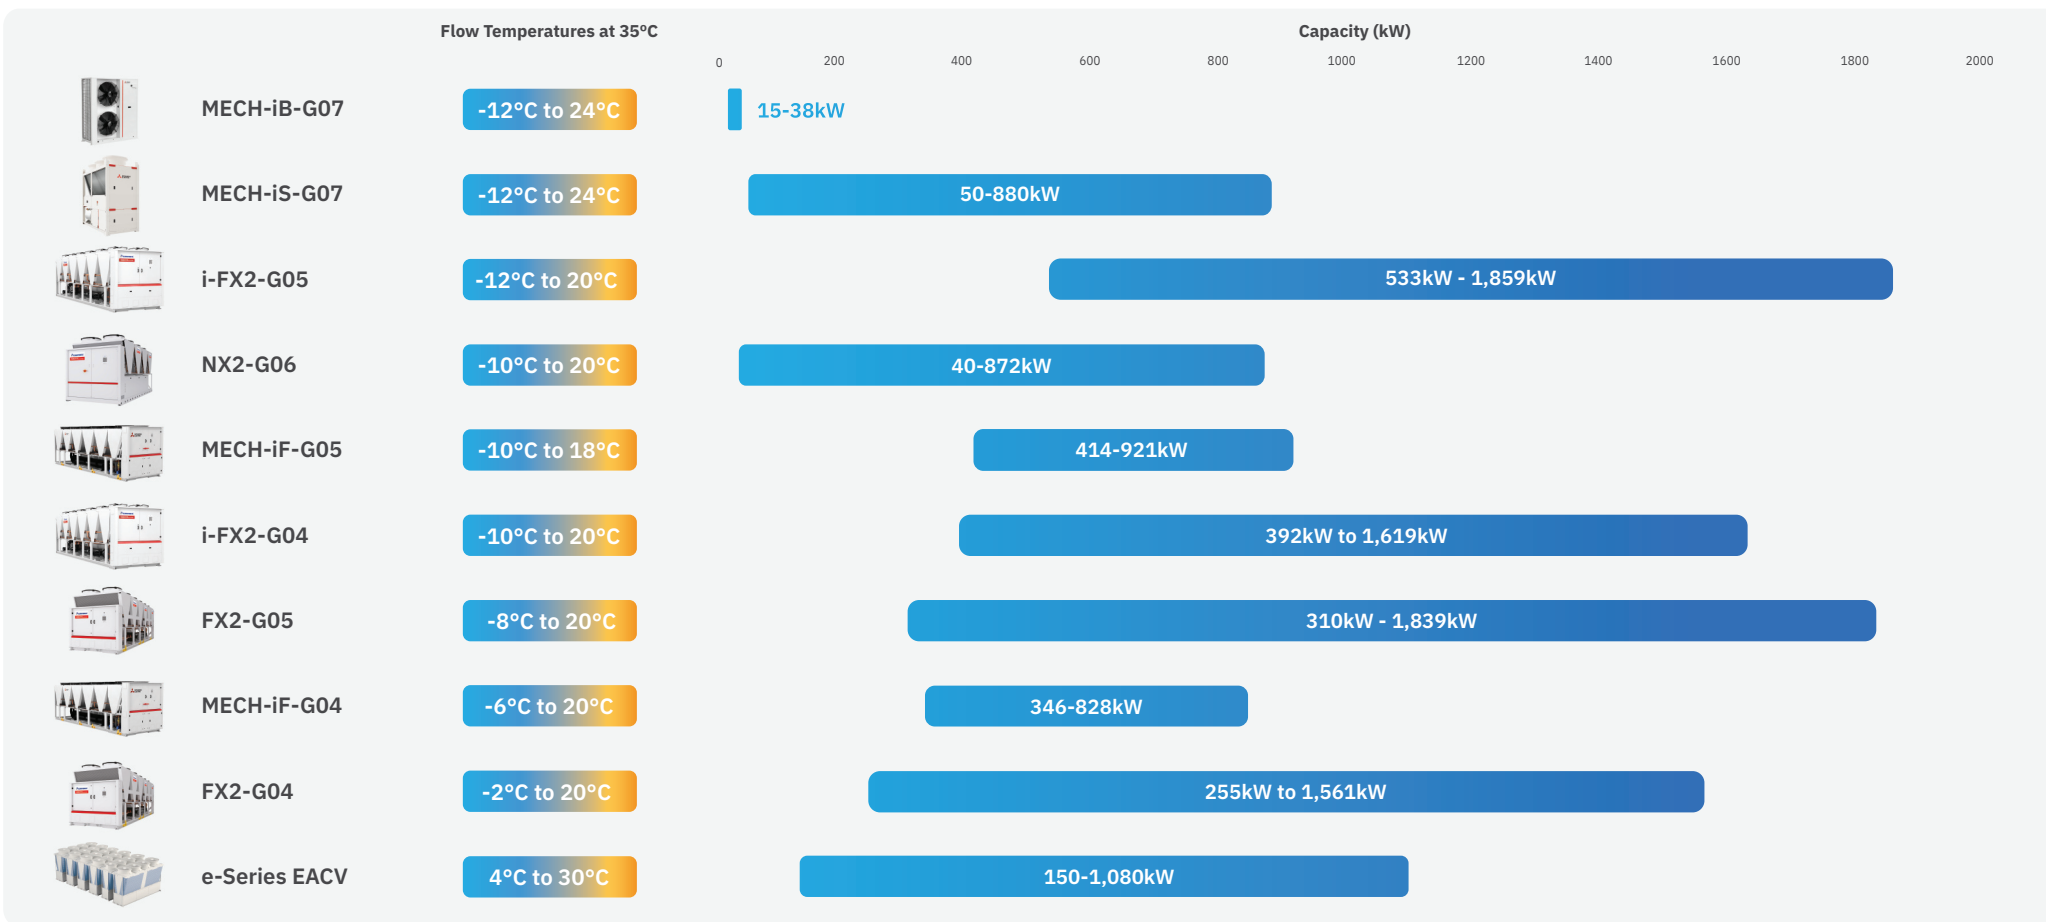 Flow Temperatures at 35°C Capacity (kW)
0 200 400 600 800 1000 1200 1400 1600 1800 2000
MECH-iB-G07 -12°C to 24°C 15-38kW
MECH-iS-G07 -12°C to 24°C 50-880kW
i-FX2-G05 -12°C to 20°C 533kW - 1,859kW
NX2-G06 -10°C to 20°C 40-872kW
MECH-iF-G05 -10°C to 18°C 414-921kW
i-FX2-G04 -10°C to 20°C 392kW to 1,619kW
FX2-G05 -8°C to 20°C 310kW - 1,839kW
MECH-iF-G04 -6°C to 20°C 346-828kW
FX2-G04 -2°C to 20°C 255kW to 1,561kW
e-Series EACV 4°C to 30°C 150-1,080kW